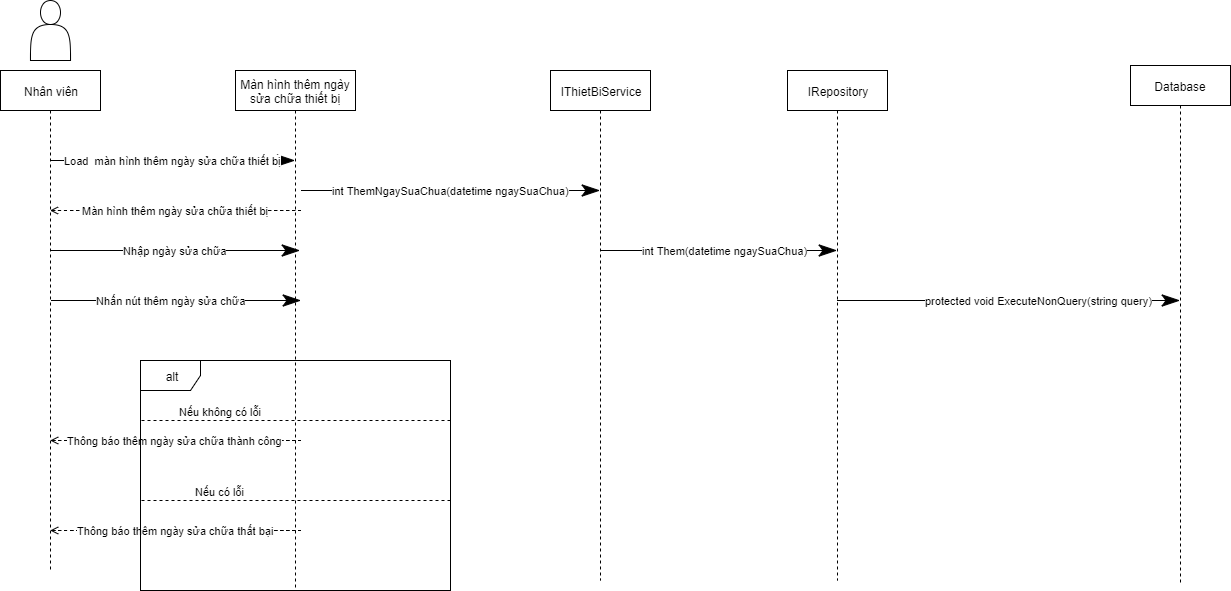 Nhân viên
Màn hình thêm ngày
sửa chữa thiết bị
IThietBiService
IRepository
Database
Load  màn hình thêm ngày sửa chữa thiết bị
int ThemNgaySuaChua(datetime ngaySuaChua)
Màn hình thêm ngày sửa chữa thiết bị
Nhập ngày sửa chữa
int Them(datetime ngaySuaChua)
Nhấn nút thêm ngày sửa chữa
protected void ExecuteNonQuery(string query)
alt
Nếu không có lỗi
Thông báo thêm ngày sửa chữa thành công
Nếu có lỗi
Thông báo thêm ngày sửa chữa thất bại